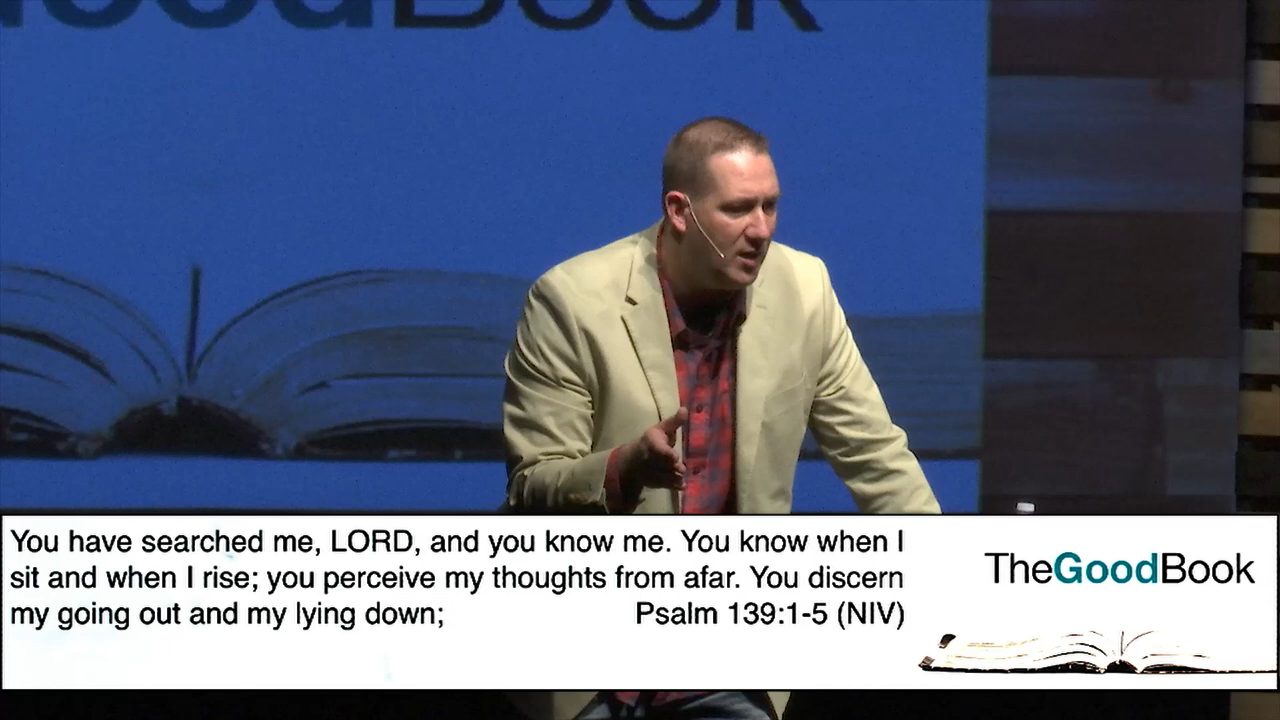 GoodBook
You have searched me, LORD, and you know me. You know when I
sit and when I rise; you perceive my thoughts from afar. You discern
my going out and my lying down; Psalm 139:1-5 (NIV)
TheGoodBook